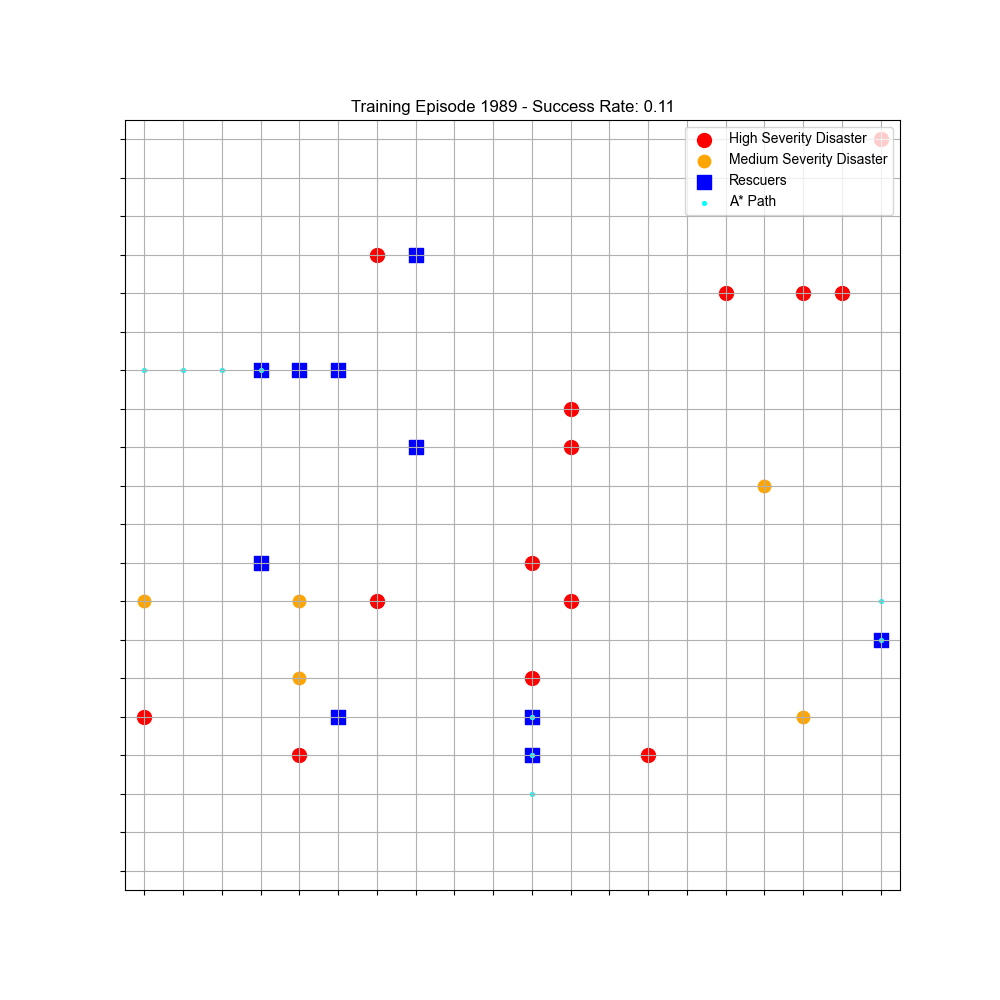 Training Episode 1989 - Success Rate: 0.11
High Severity Disaster
Medium Severity Disaster
Rescuers
A* Path